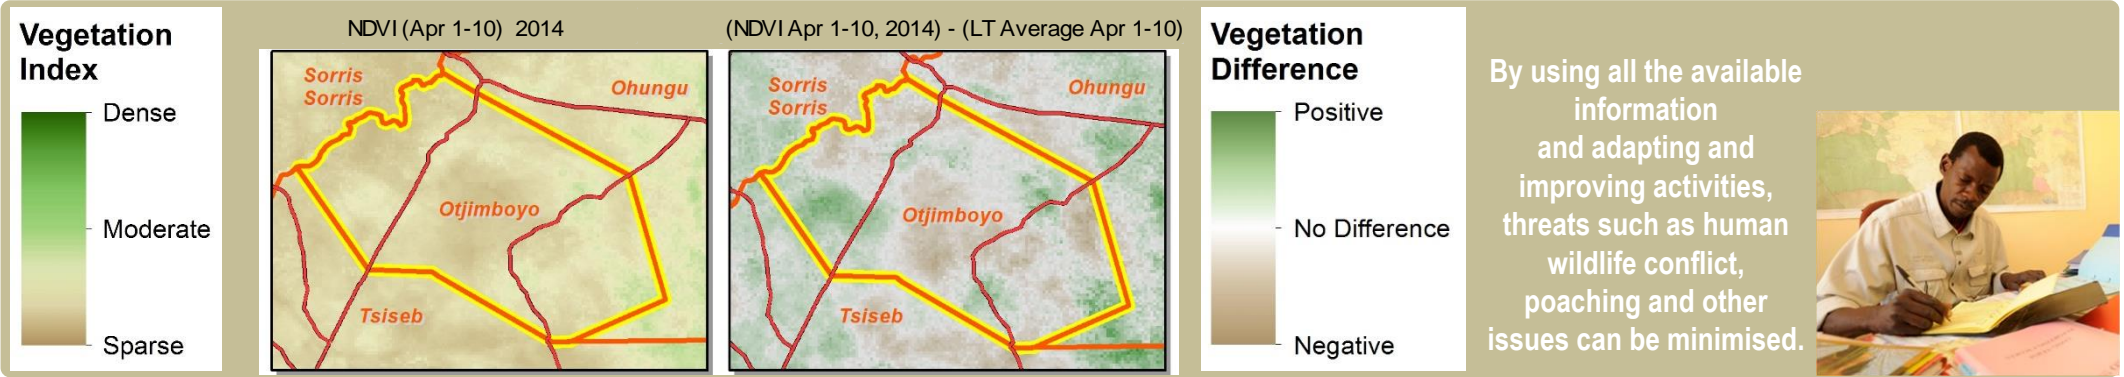 Vegetation
Index
Dense
Moderate
Sparse
NDVI (Apr 1-10) 2014
Sorris
Sorris
Ohungu
Otjimboyo
Tsiseb
(NDVI Apr 1-10, 2014) - (LT Average Apr 1-10)
Sorris
Sorris
Ohungu
Otjimboyo
Tsiseb
Vegetation
Difference
Positive
No Difference
Negative
By using all the available
information
and adapting and
improving activities,
threats such as human
wildlife conflict,
poaching and other
issues can be minimised.